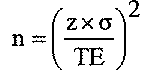 n = (z × σ / TE)²